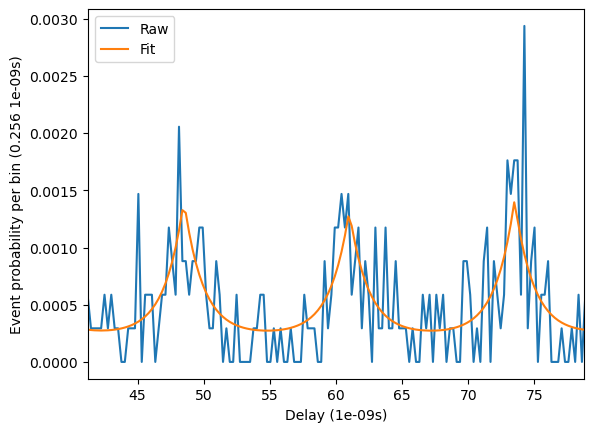 0.0030
0.0025
0.0020
0.0015
0.0010
0.0005
0.0000
Event probability per bin (0.256 1e-09s)
Raw
Fit
45 50 55 60 65 70 75
Delay (1e-09s)